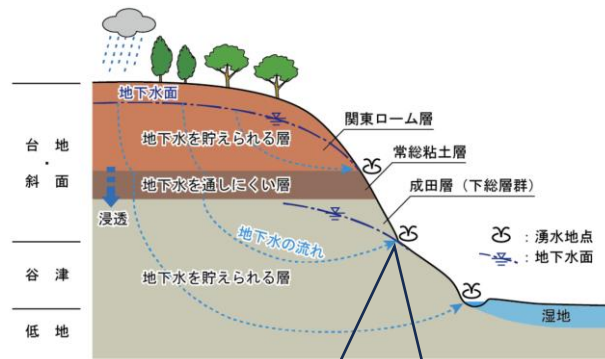 地下水面
台地
・
斜面
谷津
低地
地下水を貯えられる層
地下水を通しにくい層
浸透
地下水の流れ
地下水を貯えられる層
関東ローム層
常総粘土層
成田層（下総層群）
：湧水地点
：地下水面
湿地